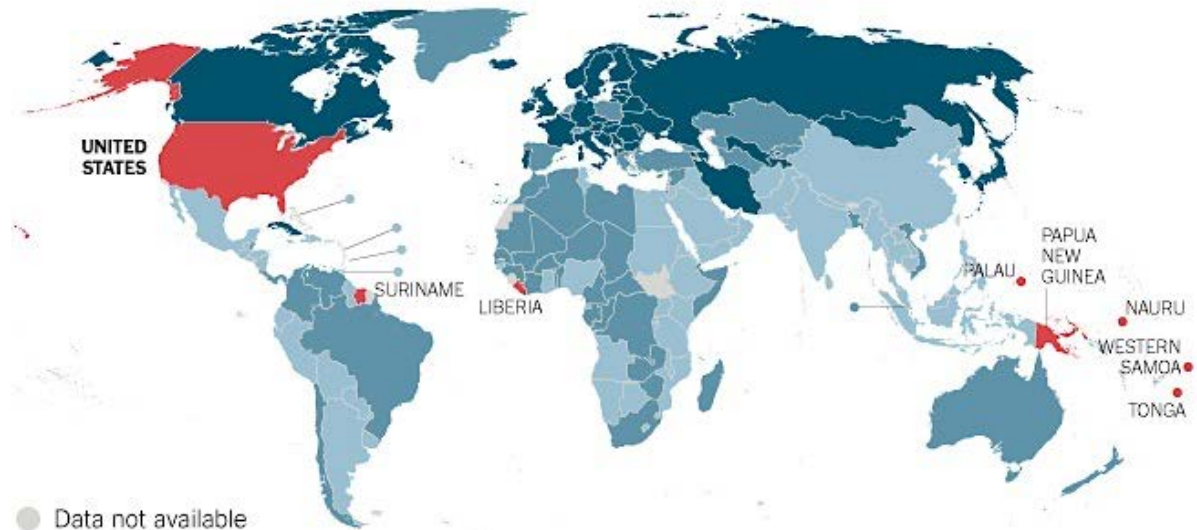 UNITED
STATES
SURINAME
LIBERIA
PALAU
PAPUA
NEW
GUINEA
NAURU
WESTERN
SAMOA
TONGA
Data not available